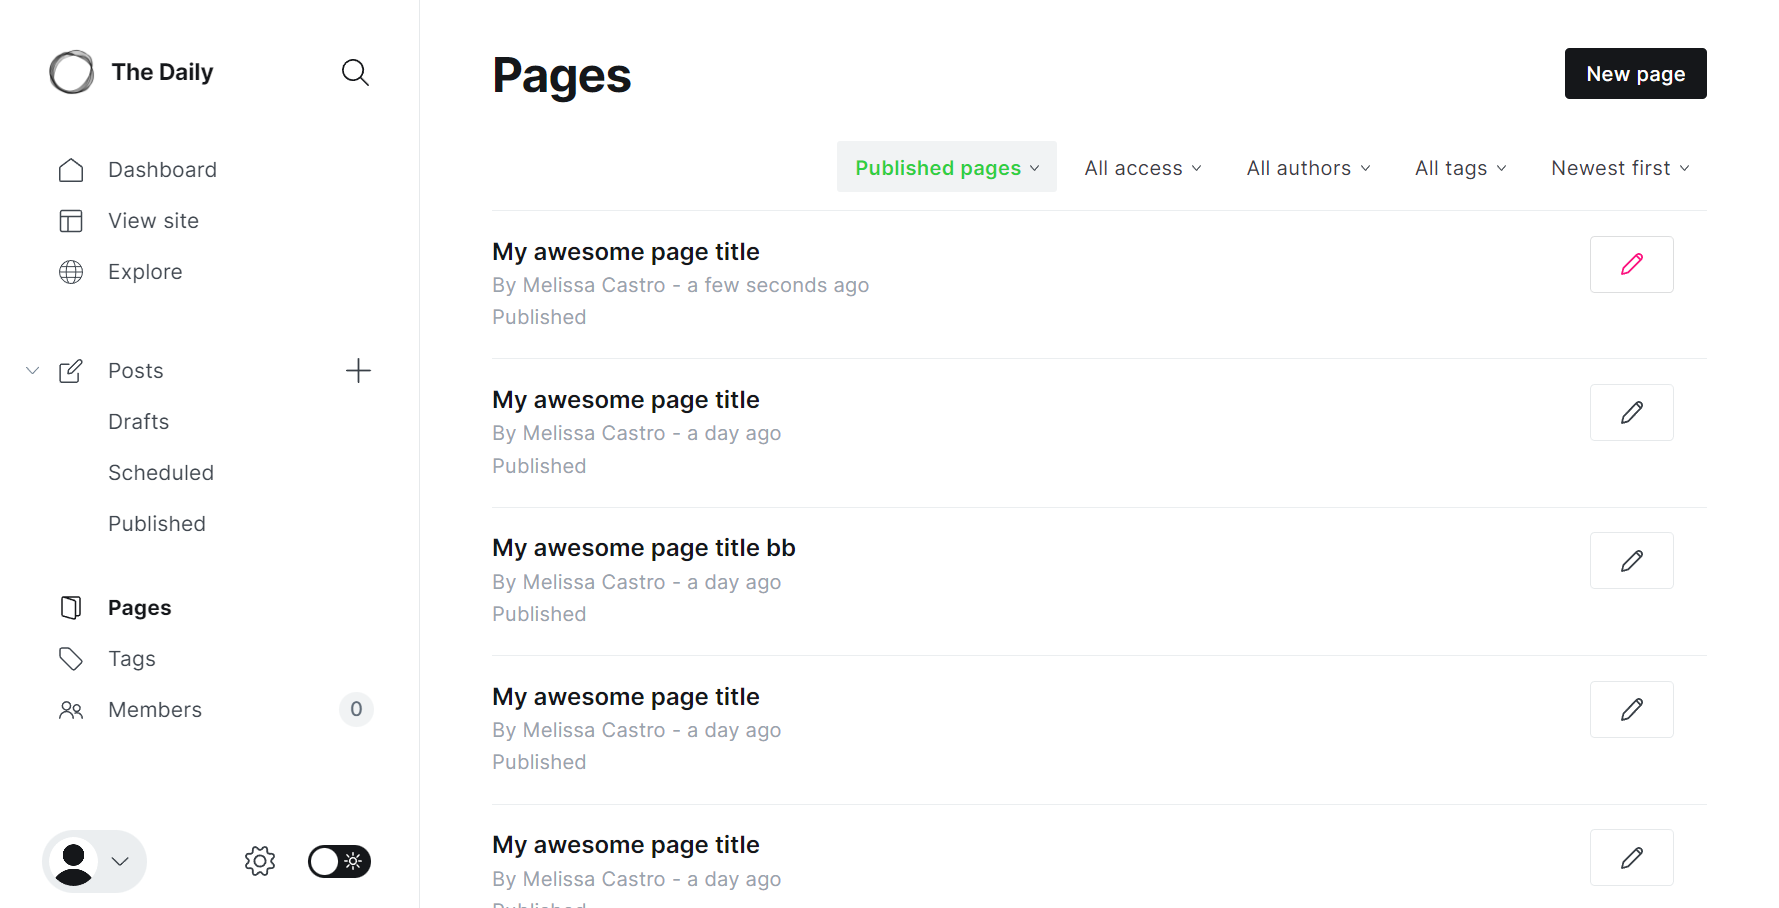 The Daily
Dashboard
View site
Explore
Posts
Drafts
Scheduled
Published
Pages
Tags
Members 0
Pages
New page
Published pages All access All authors All tags Newest first
My awesome page title
By Melissa Castro - a few seconds ago
Published
My awesome page title
By Melissa Castro - a day ago
Published
My awesome page title bb
By Melissa Castro - a day ago
Published
My awesome page title
By Melissa Castro - a day ago
Published
My awesome page title
By Melissa Castro - a day ago
Published